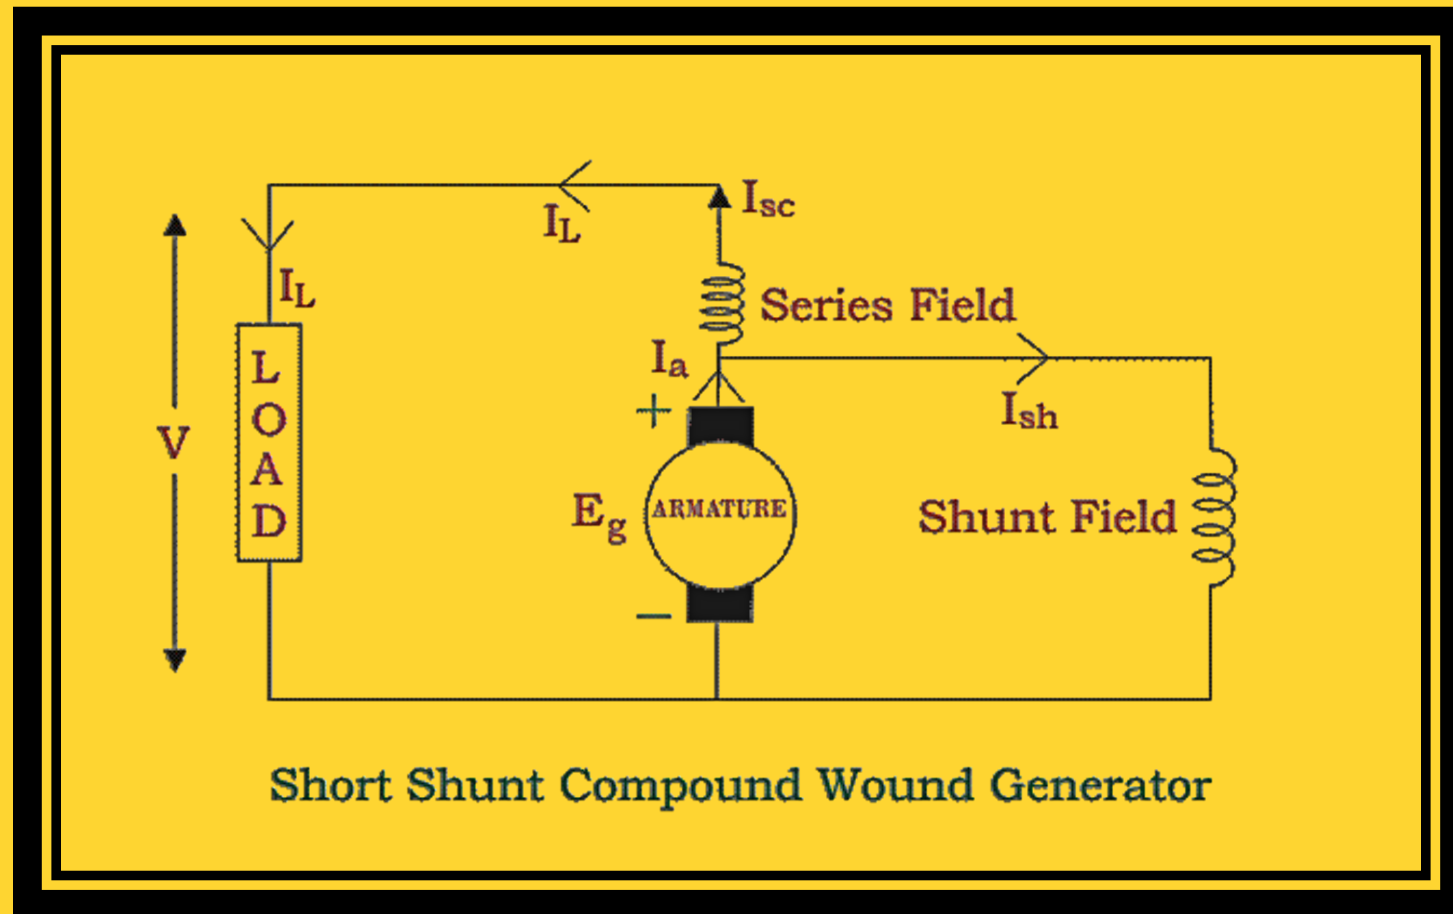 Isc
IL
IL
Series Field
Ia
+
Ish
LOAD
V
Eg
ARMATURE
Shunt Field
−
Short Shunt Compound Wound Generator